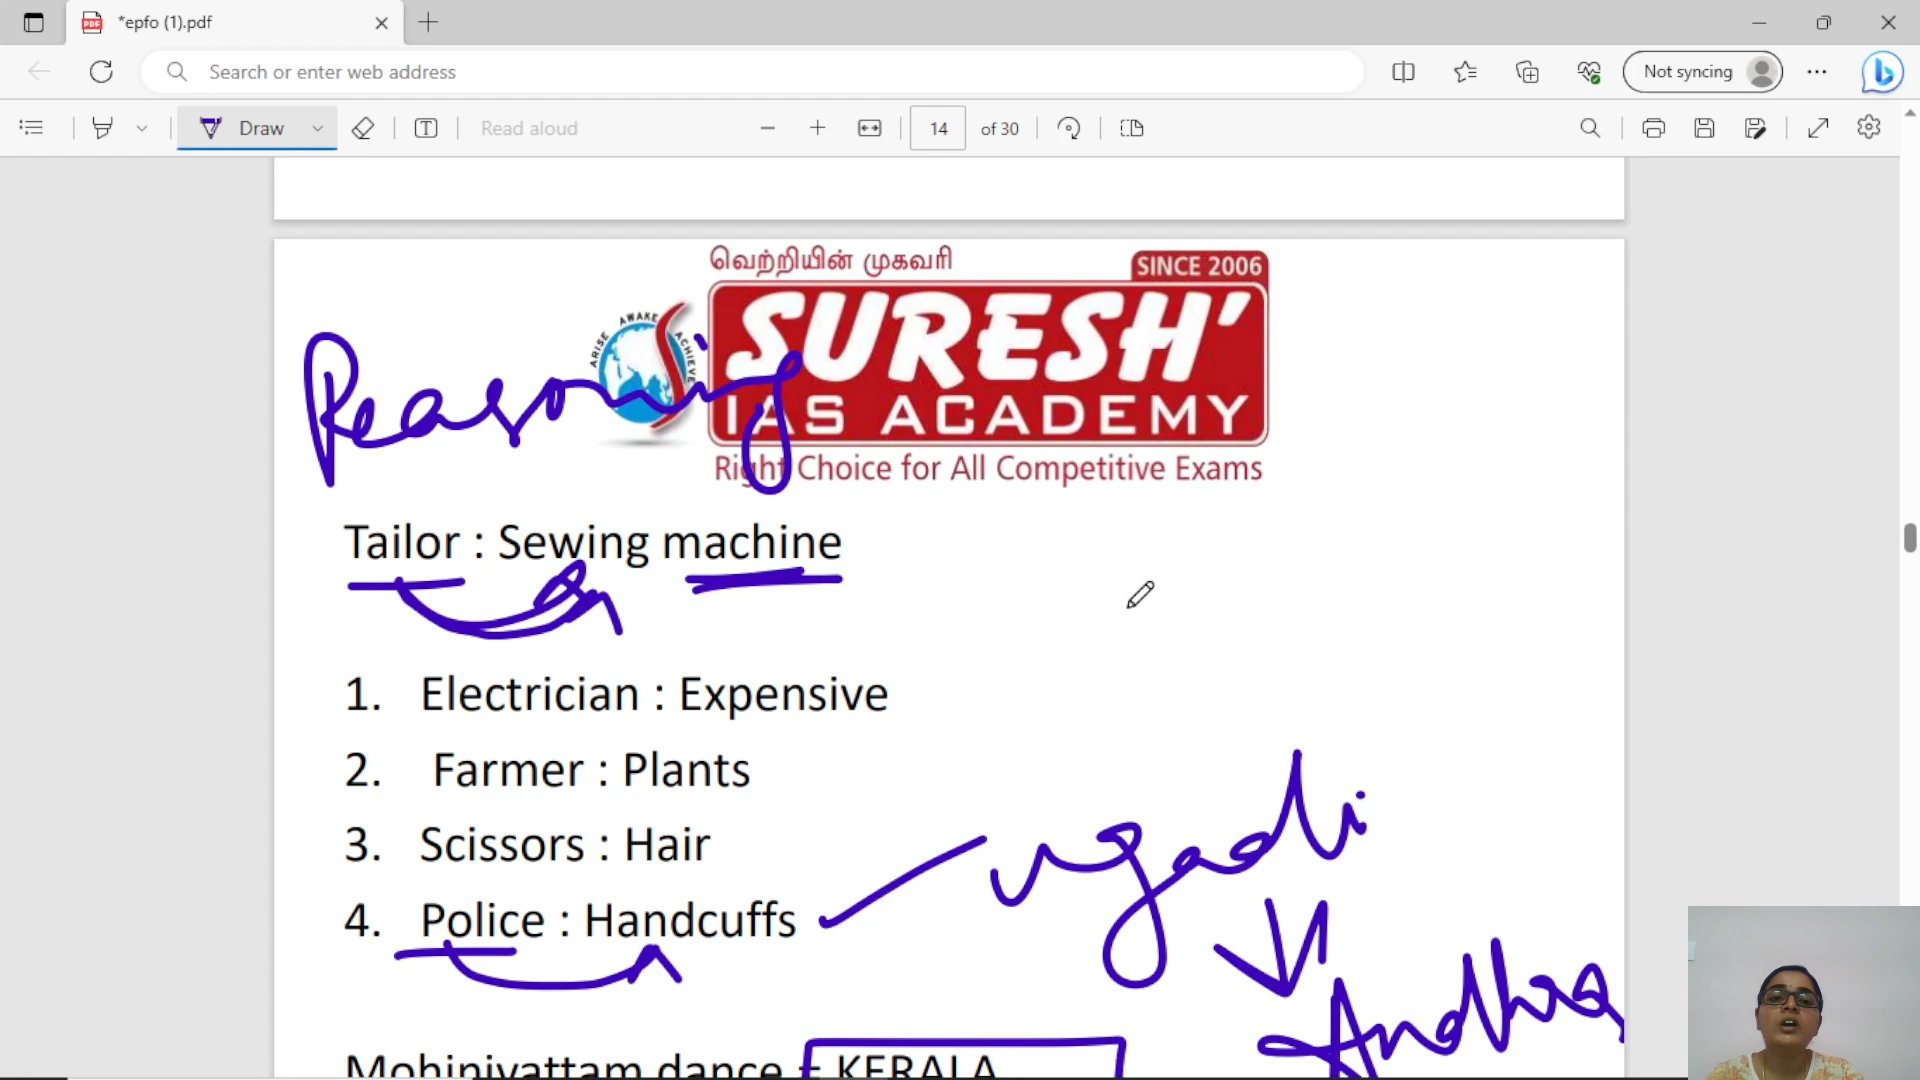 *epfo (1).pdf
Search or enter web address
Not syncing
Draw
Read aloud
14 of 30
வெற்றியின் முகவரி
SINCE 2006
ARISE AWAKE ACHIEVE
SURESH'
IAS ACADEMY
Right Choice for All Competitive Exams
Reasoning
Tailor : Sewing machine
1. Electrician : Expensive
2. Farmer : Plants
3. Scissors : Hair
4. Police : Handcuffs
ugadi
Andhra
Mohiniyattam dance - KERALA